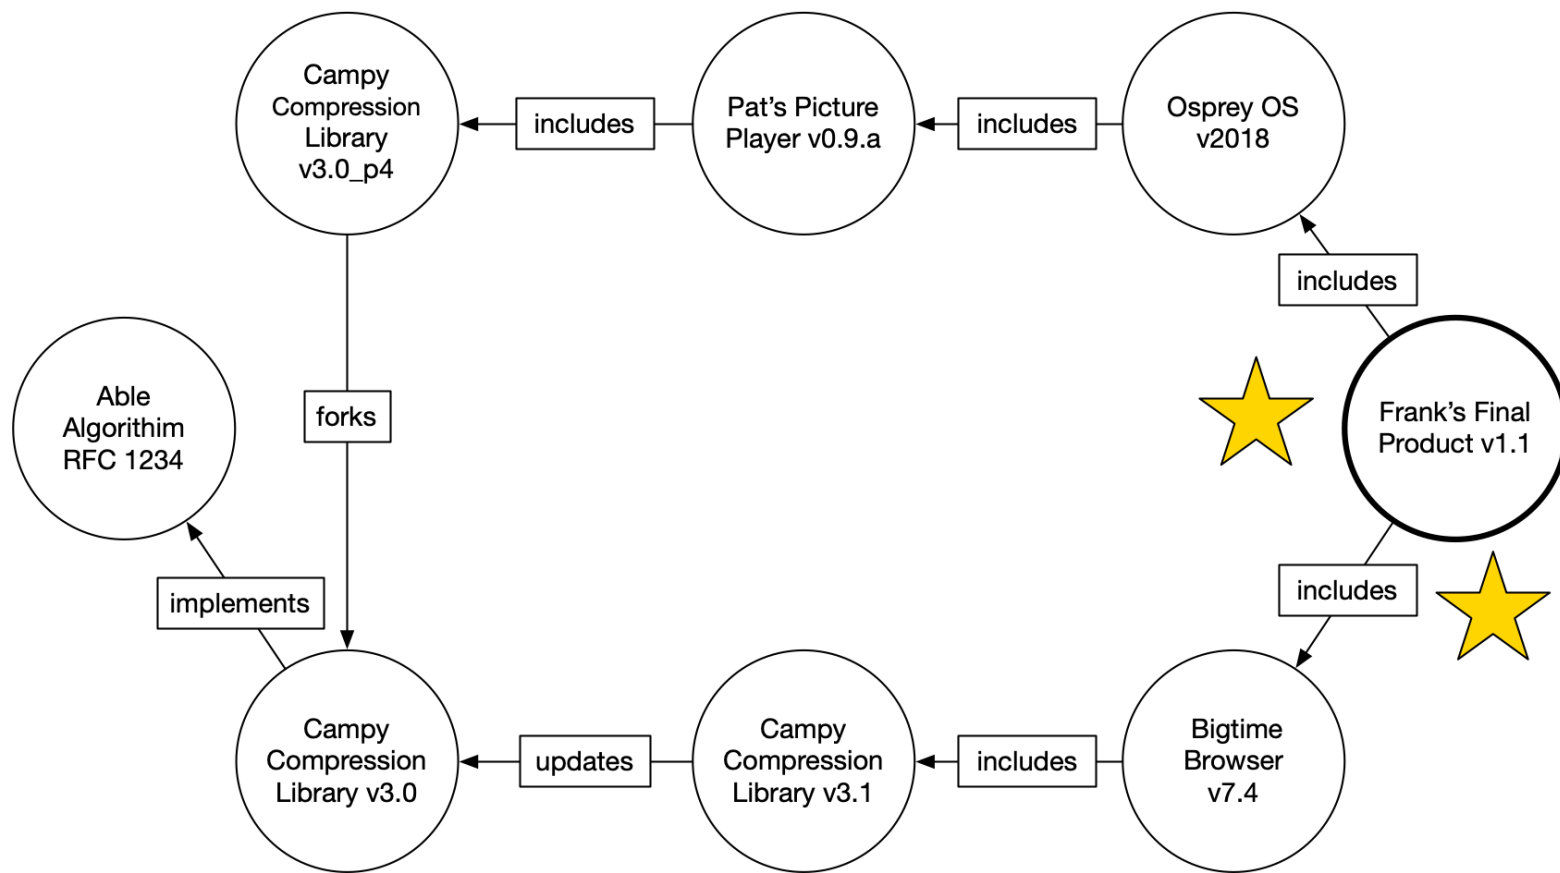 Campy
Compression
Library
v3.0_p4
includes
Pat's Picture
Player v0.9.a
includes
Osprey OS
v2018
includes
Able
Algorithim
RFC 1234
forks
Frank's Final
Product v1.1
implements
includes
Campy
Compression
Library v3.0
updates
Campy
Compression
Library v3.1
includes
Bigtime
Browser
v7.4